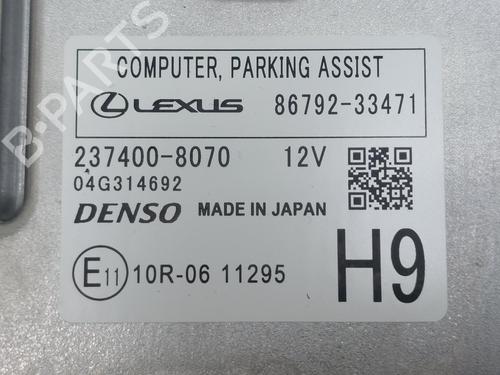 COMPUTER, PARKING ASSIST
LEXUS 86792-33471
237400-8070 12V
04G314692
DENSO MADE IN JAPAN
E11 10R-06 11295 H9
B-PARTS